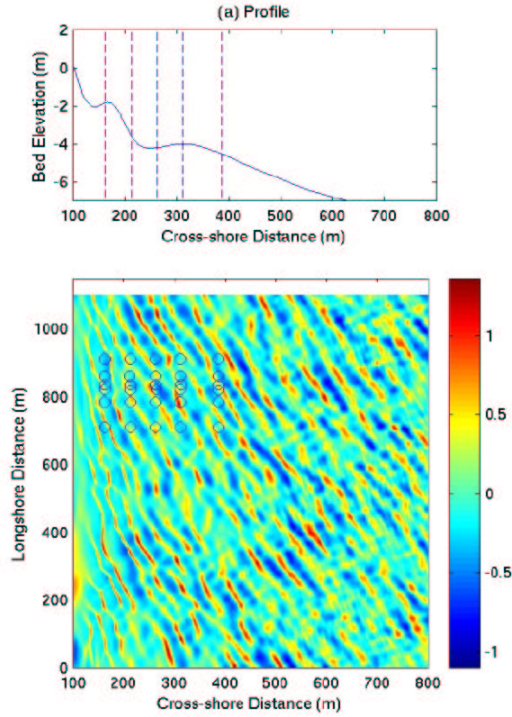 (a) Profile
2
0
-2
-4
-6
Bed Elevation (m)
100 200 300 400 500 600 700 800
Cross-shore Distance (m)
1000
800
600
400
200
0
Longshore Distance (m)
100 200 300 400 500 600 700 800
Cross-shore Distance (m)
1
0.5
0
-0.5
-1